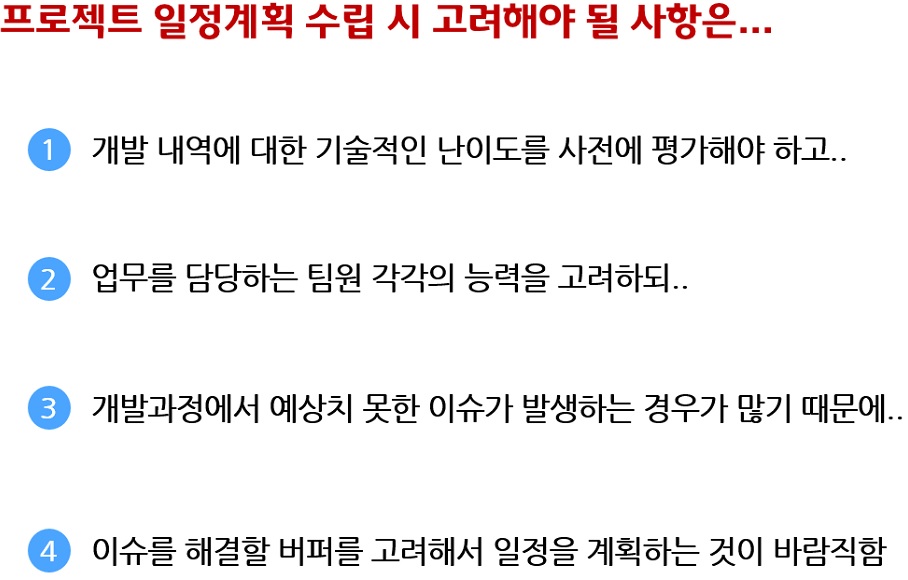 프로젝트 일정계획 수립 시 고려해야 될 사항은...
1 개발 내역에 대한 기술적인 난이도를 사전에 평가해야 하고..
2 업무를 담당하는 팀원 각각의 능력을 고려하되..
3 개발과정에서 예상치 못한 이슈가 발생하는 경우가 많기 때문에..
4 이슈를 해결할 버퍼를 고려해서 일정을 계획하는 것이 바람직함